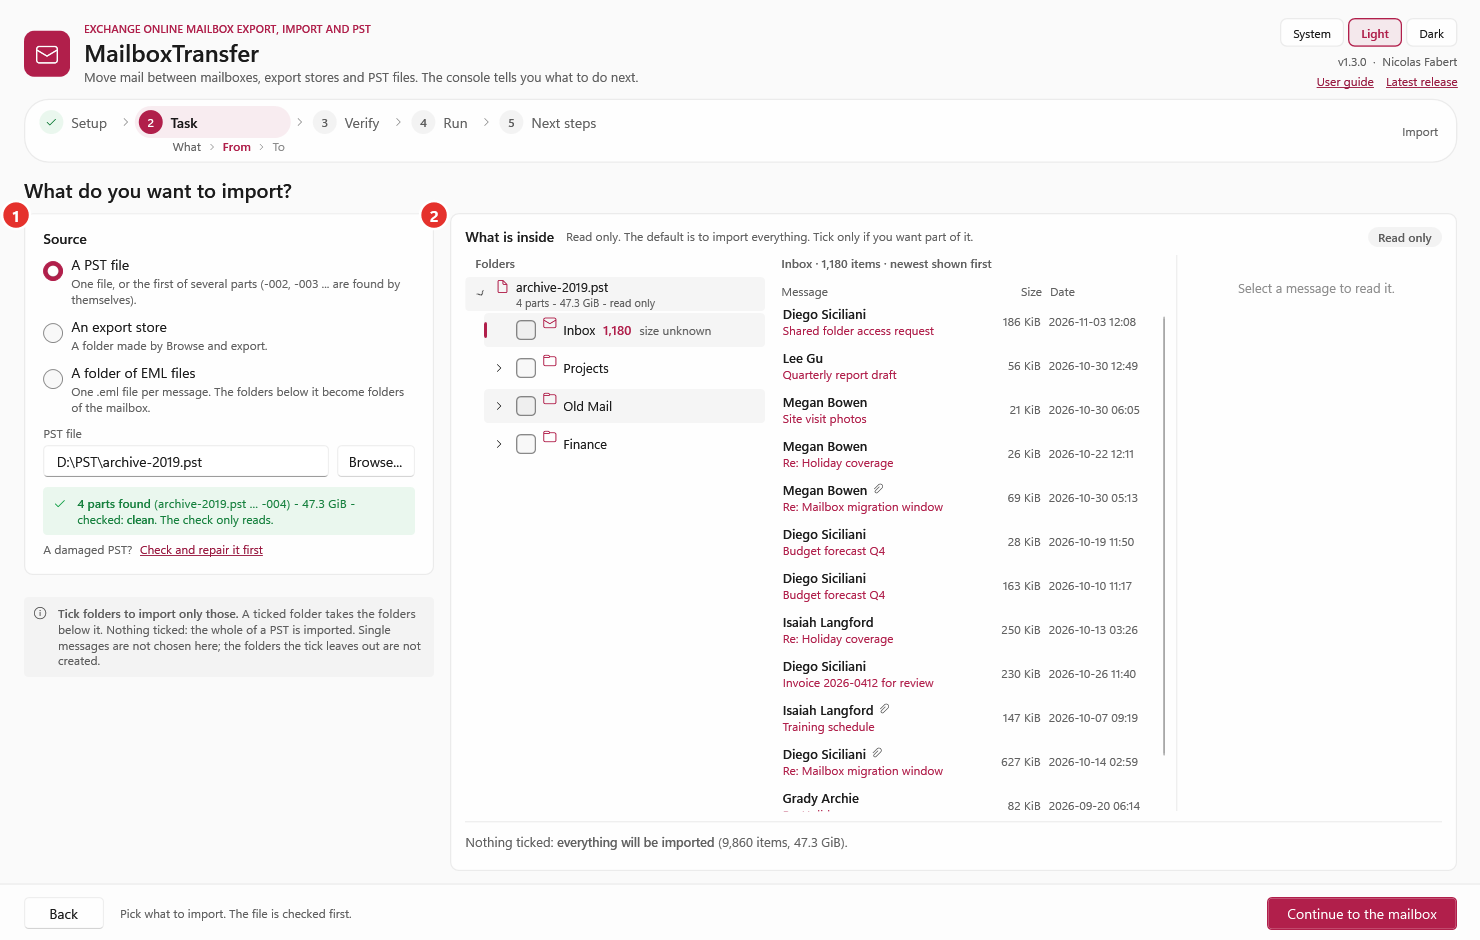 EXCHANGE ONLINE MAILBOX EXPORT, IMPORT AND PST
MailboxTransfer
Move mail between mailboxes, export stores and PST files. The console tells you what to do next.
System
Light
Dark
v1.3.0 · Nicolas Fabert
User guide
Latest release
Setup
2
Task
3
Verify
4
Run
5
Next steps
What
From
To
Import
What do you want to import?
1
2
Source
A PST file
One file, or the first of several parts (-002, -003 ... are found by
themselves).
An export store
A folder made by Browse and export.
A folder of EML files
One .eml file per message. The folders below it become folders
of the mailbox.
PST file
D:\PST\archive-2019.pst
Browse...
4 parts found (archive-2019.pst ... -004) - 47.3 GiB -
checked: clean. The check only reads.
A damaged PST? Check and repair it first
Tick folders to import only those. A ticked folder takes the folders
below it. Nothing ticked: the whole of a PST is imported. Single
messages are not chosen here; the folders the tick leaves out are not
created.
What is inside
Read only. The default is to import everything. Tick only if you want part of it.
Read only
Folders
archive-2019.pst
4 parts - 47.3 GiB - read only
Inbox 1,180 size unknown
Projects
Old Mail
Finance
Inbox · 1,180 items · newest shown first
Message Size Date
Diego Siciliani
Shared folder access request
186 KiB 2026-11-03 12:08
Lee Gu
Quarterly report draft
56 KiB 2026-10-30 12:49
Megan Bowen
Site visit photos
21 KiB 2026-10-30 06:05
Megan Bowen
Re: Holiday coverage
26 KiB 2026-10-22 12:11
Megan Bowen
Re: Mailbox migration window
69 KiB 2026-10-30 05:13
Diego Siciliani
Budget forecast Q4
28 KiB 2026-10-19 11:50
Diego Siciliani
Budget forecast Q4
163 KiB 2026-10-10 11:17
Isaiah Langford
Re: Holiday coverage
250 KiB 2026-10-13 03:26
Diego Siciliani
Invoice 2026-0412 for review
230 KiB 2026-10-26 11:40
Isaiah Langford
Training schedule
147 KiB 2026-10-07 09:19
Diego Siciliani
Re: Mailbox migration window
627 KiB 2026-10-14 02:59
Grady Archie
82 KiB 2026-09-20 06:14
Select a message to read it.
Nothing ticked: everything will be imported (9,860 items, 47.3 GiB).
Back
Pick what to import. The file is checked first.
Continue to the mailbox